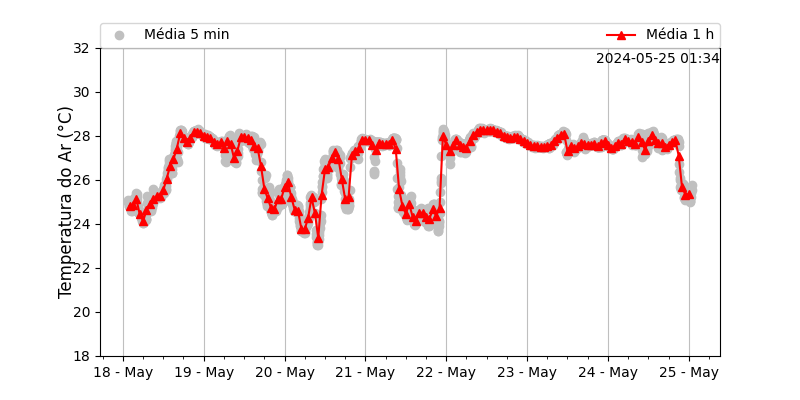 Média 5 min
Média 1 h
2024-05-25 01:34
Temperatura do Ar (°C)
32
30
28
26
24
22
20
18
18 - May
19 - May
20 - May
21 - May
22 - May
23 - May
24 - May
25 - May